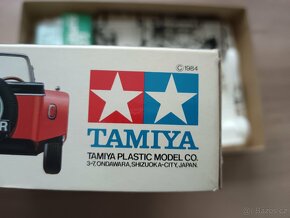 ©1984
TAMIYA
TAMIYA PLASTIC MODEL CO.
3-7, ONDAWARA, SHIZUOKA-CITY, JAPAN.
R